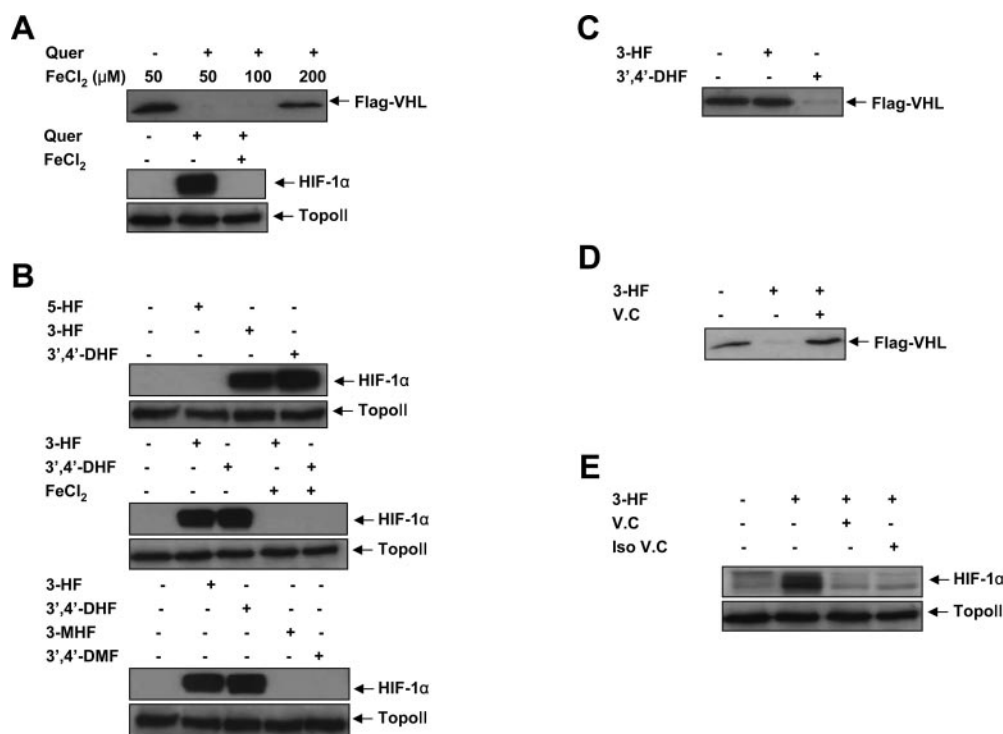 A
Quer - + + +
FeCl₂ (μM) 50 50 100 200
Flag-VHL
Quer - + +
FeCl₂ - - +
HIF-1α
TopoII
B
5-HF - + - -
3-HF - - + -
3',4'-DHF - - - +
HIF-1α
TopoII
3-HF - + - + -
3',4'-DHF - - + - +
FeCl₂ - - - + +
HIF-1α
TopoII
3-HF - + - - -
3',4'-DHF - - + - -
3-MHF - - - + -
3',4'-DMF - - - - +
HIF-1α
TopoII
C
3-HF - + -
3',4'-DHF - - +
Flag-VHL
D
3-HF - + +
V.C - - +
Flag-VHL
E
3-HF - + + +
V.C - - + -
Iso V.C - - - +
HIF-1α
TopoII